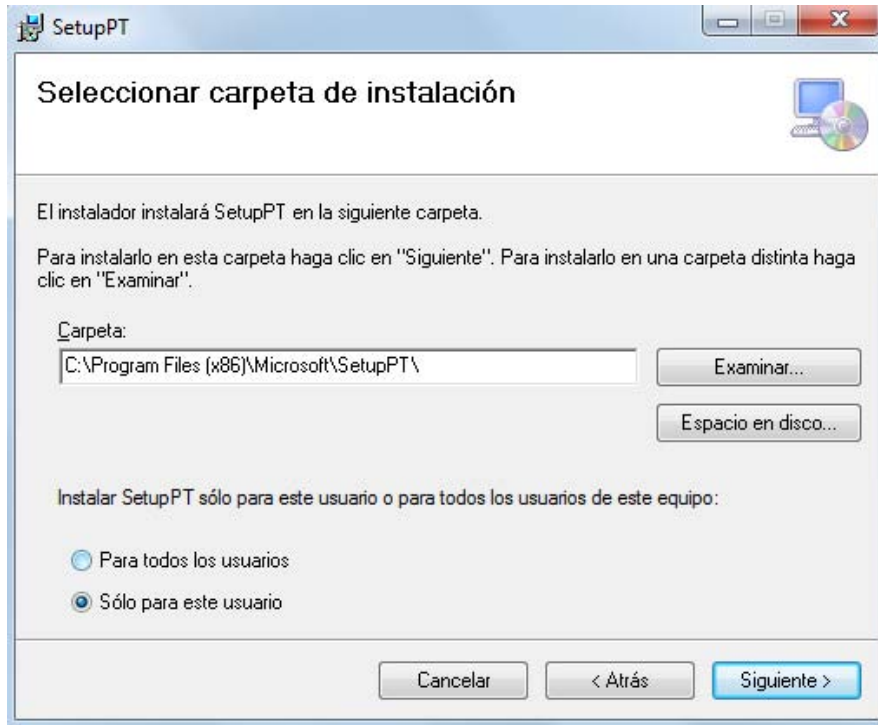 SetupPT
Seleccionar carpeta de instalación
El instalador instalará SetupPT en la siguiente carpeta.
Para instalarlo en esta carpeta haga clic en "Siguiente". Para instalarlo en una carpeta distinta haga
clic en "Examinar".
Carpeta:
C:\Program Files (x86)\Microsoft\SetupPT\
Examinar...
Espacio en disco...
Instalar SetupPT sólo para este usuario o para todos los usuarios de este equipo:
Para todos los usuarios
Sólo para este usuario
Cancelar
< Atrás
Siguiente >